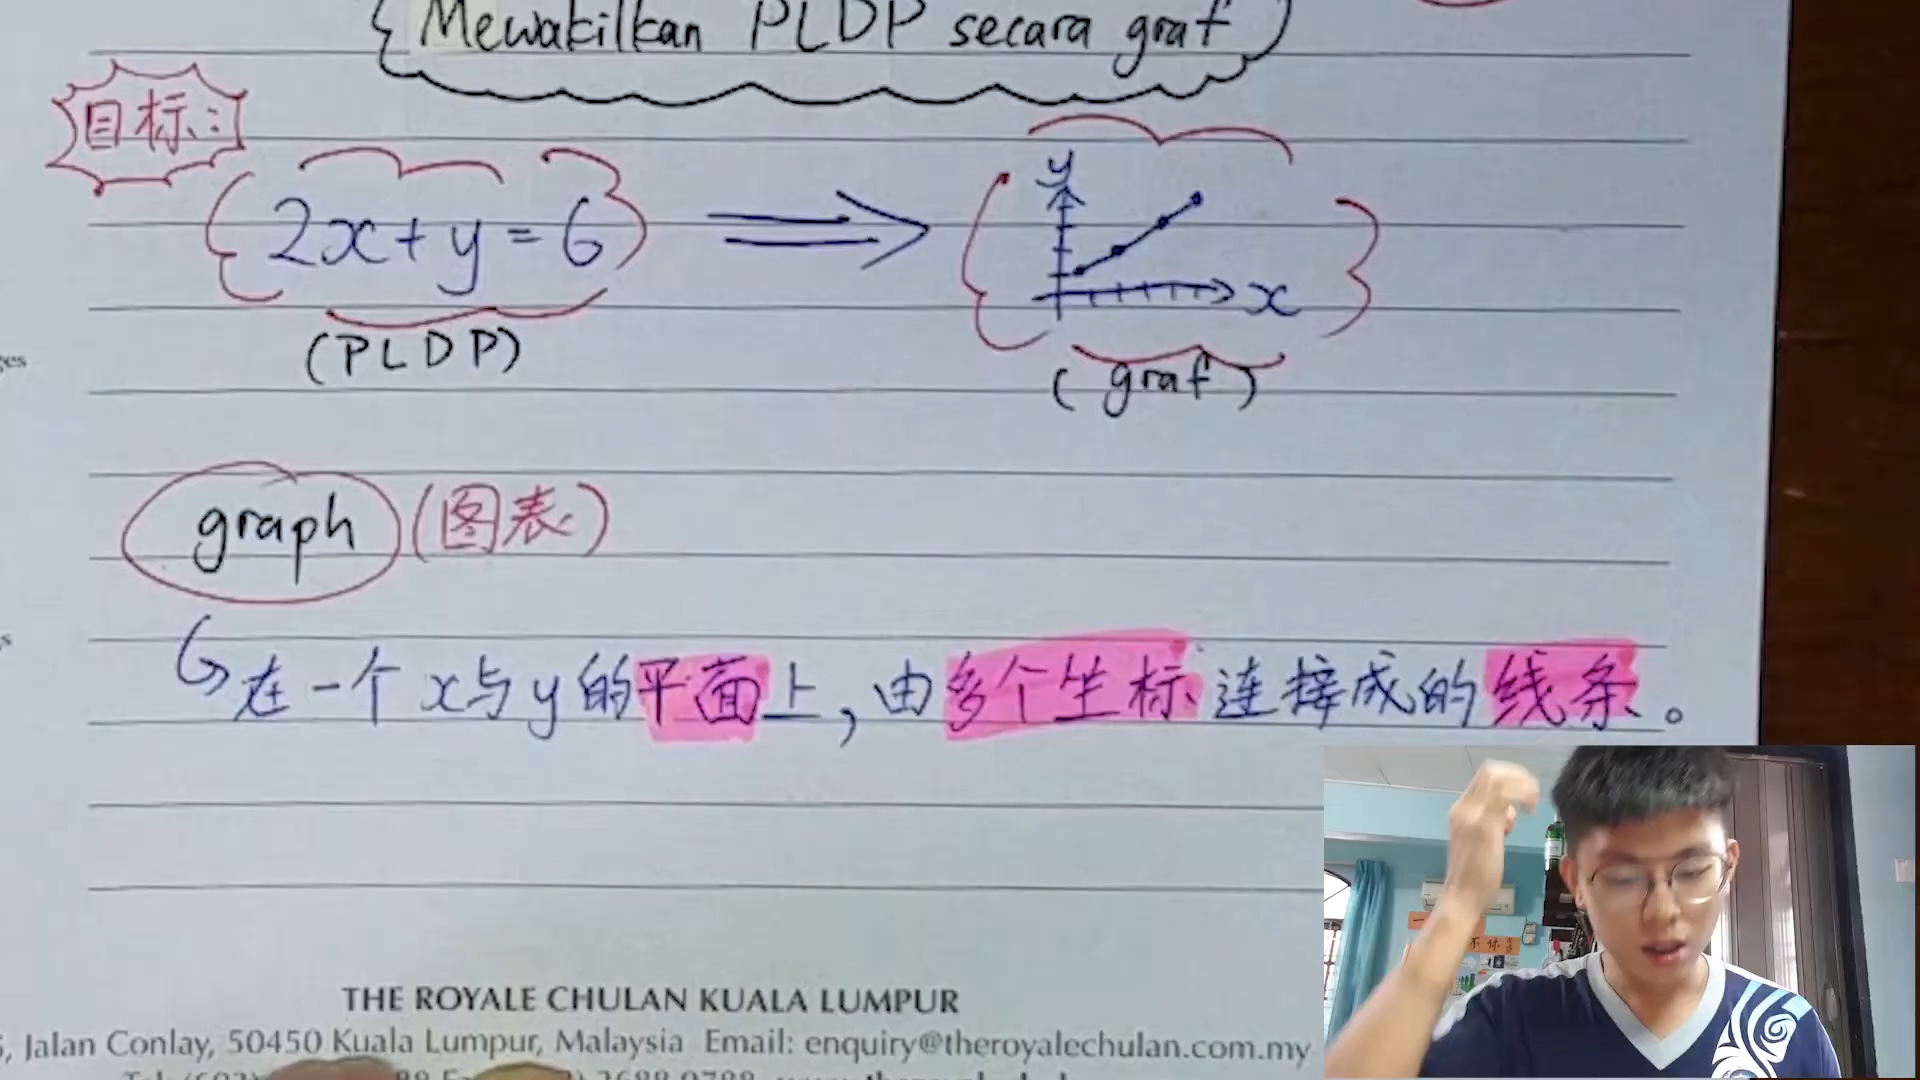 Mewakilkan PLDP secara graf
目标:
2x+y=6
y
x
(PLDP)
(graf)
graph (图表)
在一个x与y的平面上,由多个坐标连接成的线条。
THE ROYALE CHULAN KUALA LUMPUR
, Jalan Conlay, 50450 Kuala Lumpur, Malaysia Email: enquiry@theroyalechulan.com.my